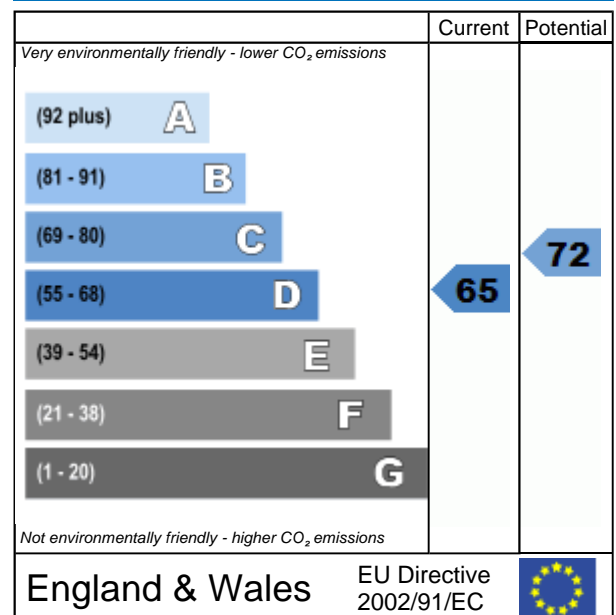 Current Potential
Very environmentally friendly - lower CO₂ emissions
(92 plus) A
(81 - 91) B
(69 - 80) C
72
(55 - 68) D
65
(39 - 54) E
(21 - 38) F
(1 - 20) G
Not environmentally friendly - higher CO₂ emissions
England & Wales
EU Directive
2002/91/EC